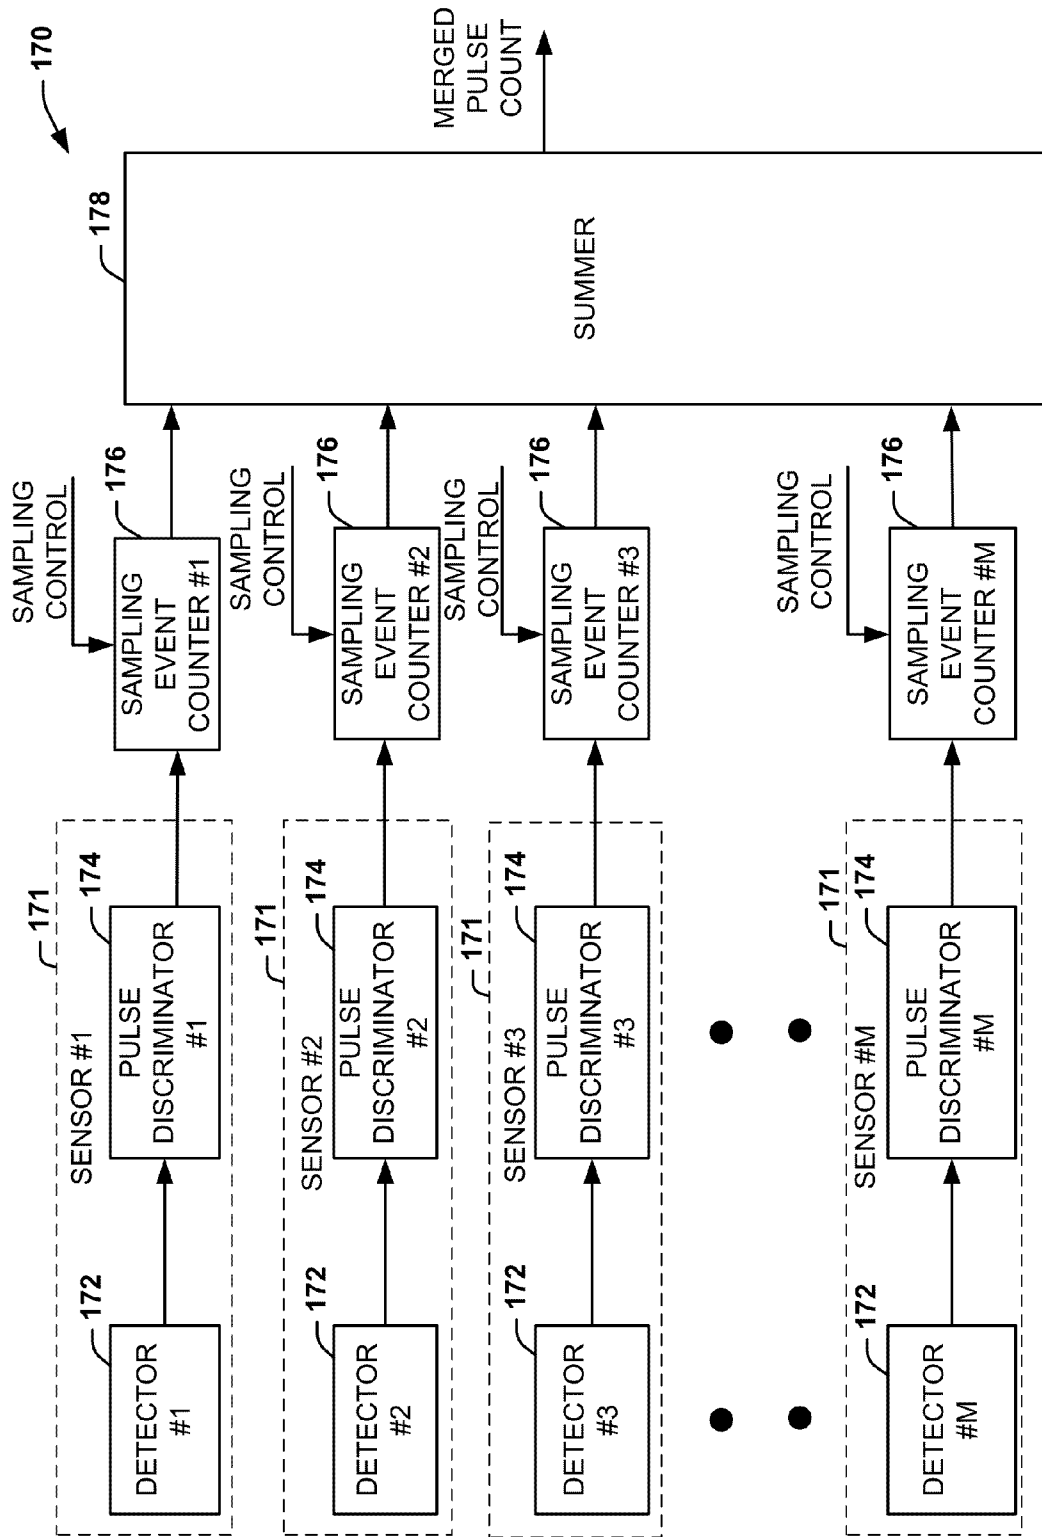 170
178
SAMPLING
CONTROL
176
SAMPLING
EVENT
COUNTER #1
171
174
SENSOR #1
PULSE
DISCRIMINATOR
#1
172
DETECTOR
#1
SAMPLING
CONTROL
176
SAMPLING
EVENT
COUNTER #2
171
174
SENSOR #2
PULSE
DISCRIMINATOR
#2
172
DETECTOR
#2
SAMPLING
CONTROL
176
SAMPLING
EVENT
COUNTER #3
171
174
SENSOR #3
PULSE
DISCRIMINATOR
#3
172
DETECTOR
#3
SAMPLING
CONTROL
176
SAMPLING
EVENT
COUNTER #M
171
174
SENSOR #M
PULSE
DISCRIMINATOR
#M
172
DETECTOR
#M
SUMMER
MERGED
PULSE
COUNT